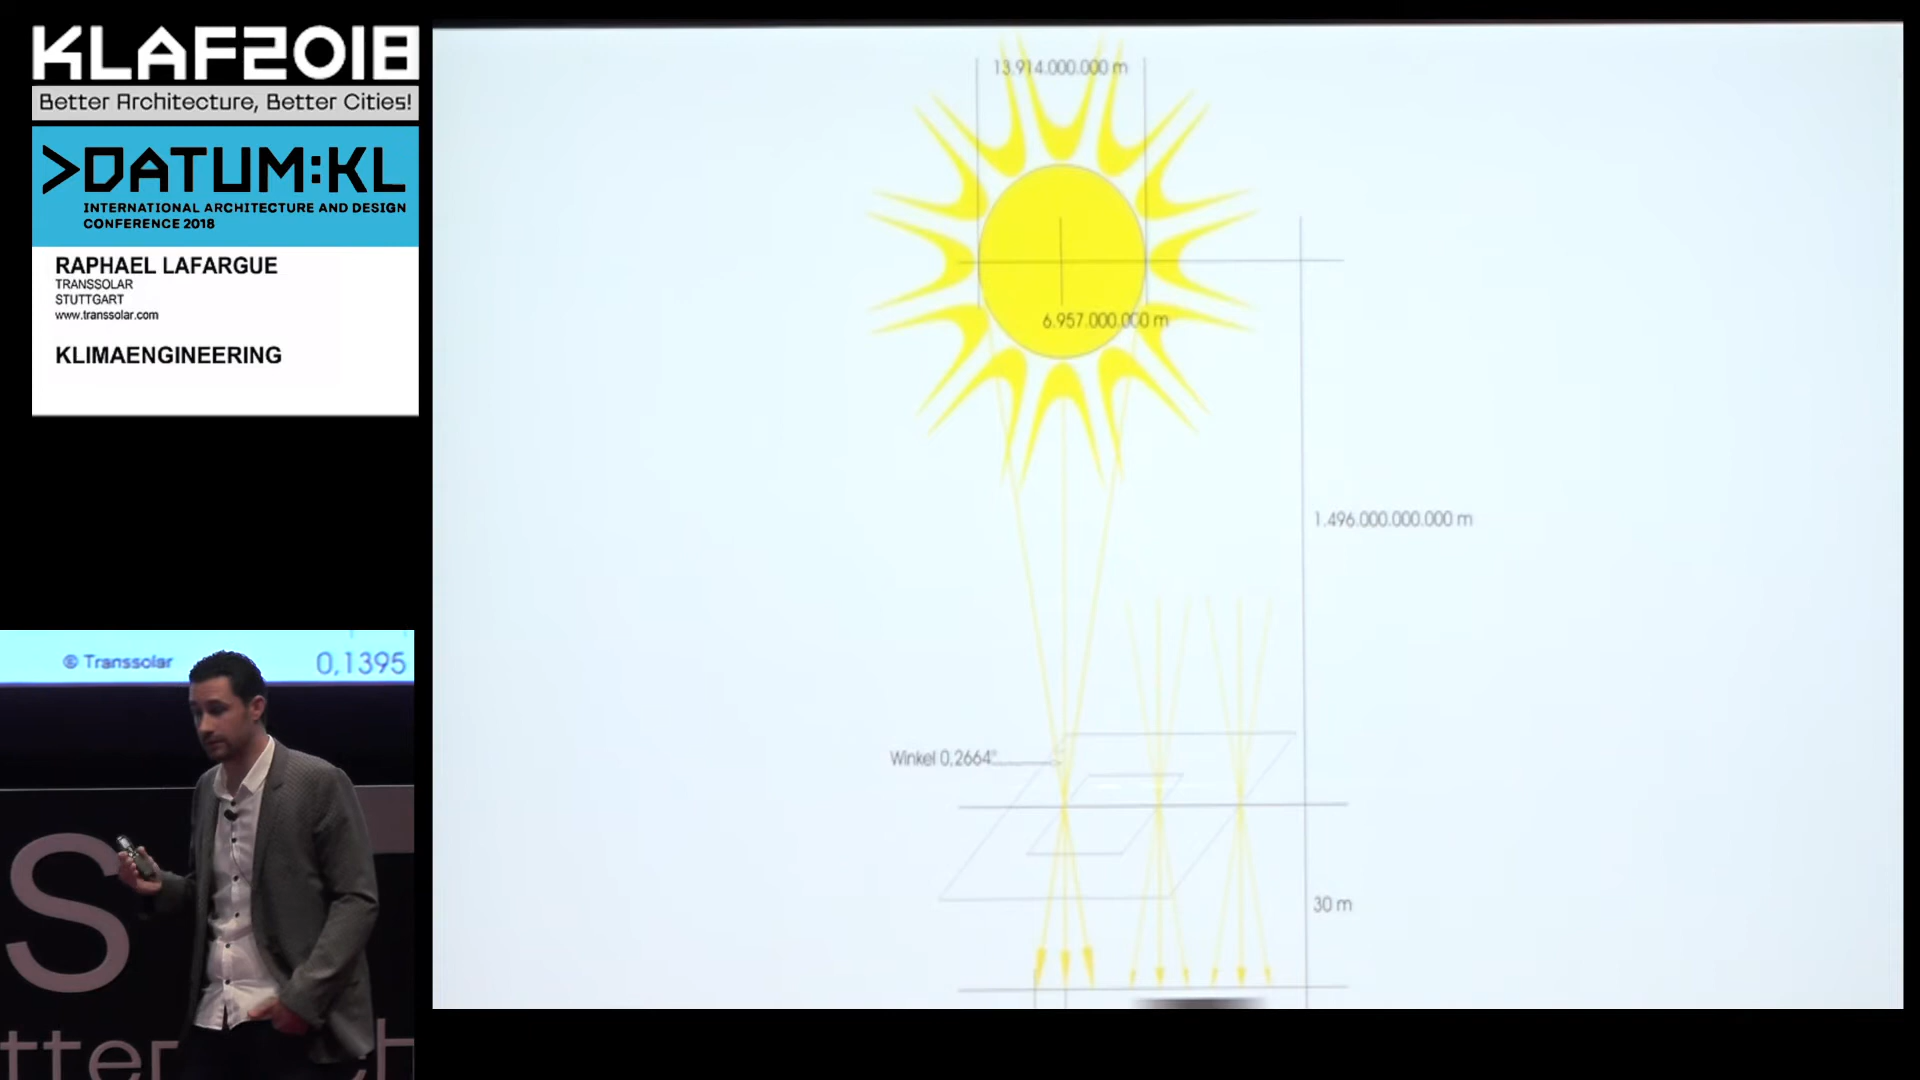 KLAF2018
Better Architecture, Better Cities!
>DATUM:KL
INTERNATIONAL ARCHITECTURE AND DESIGN
CONFERENCE 2018
RAPHAEL LAFARGUE
TRANSSOLAR
STUTTGART
www.transsolar.com
KLIMAENGINEERING
13.914.000.000 m
6.957.000.000 m
1.496.000.000.000 m
Winkel 0,2664°
30 m
© Transsolar
0,1395
S
tter